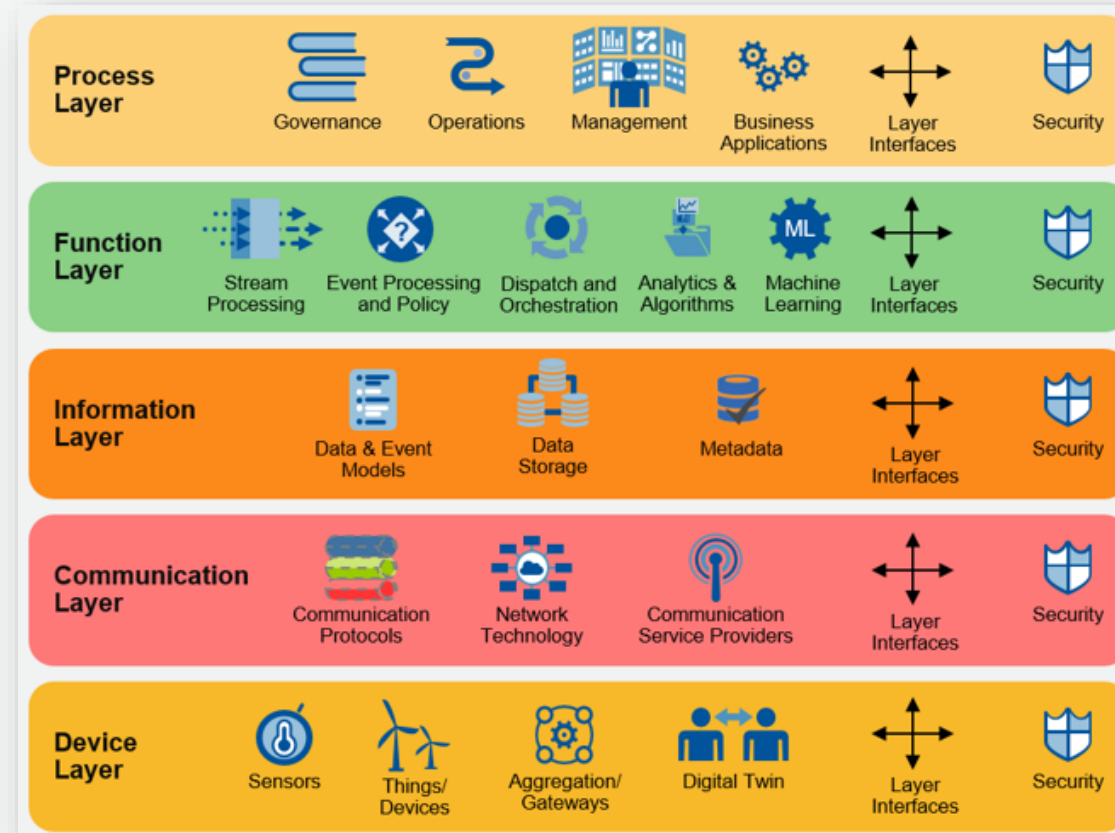 Process
Layer
Governance
Operations
Management
Business
Applications
Layer
Interfaces
Security
Function
Layer
Stream
Processing
Event Processing
and Policy
?
Dispatch and
Orchestration
Analytics &
Algorithms
ML
Machine
Learning
Layer
Interfaces
Security
Information
Layer
Data & Event
Models
Data
Storage
Metadata
Layer
Interfaces
Security
Communication
Layer
Communication
Protocols
Network
Technology
Communication
Service Providers
Layer
Interfaces
Security
Device
Layer
Sensors
Things/
Devices
Aggregation/
Gateways
Digital Twin
Layer
Interfaces
Security